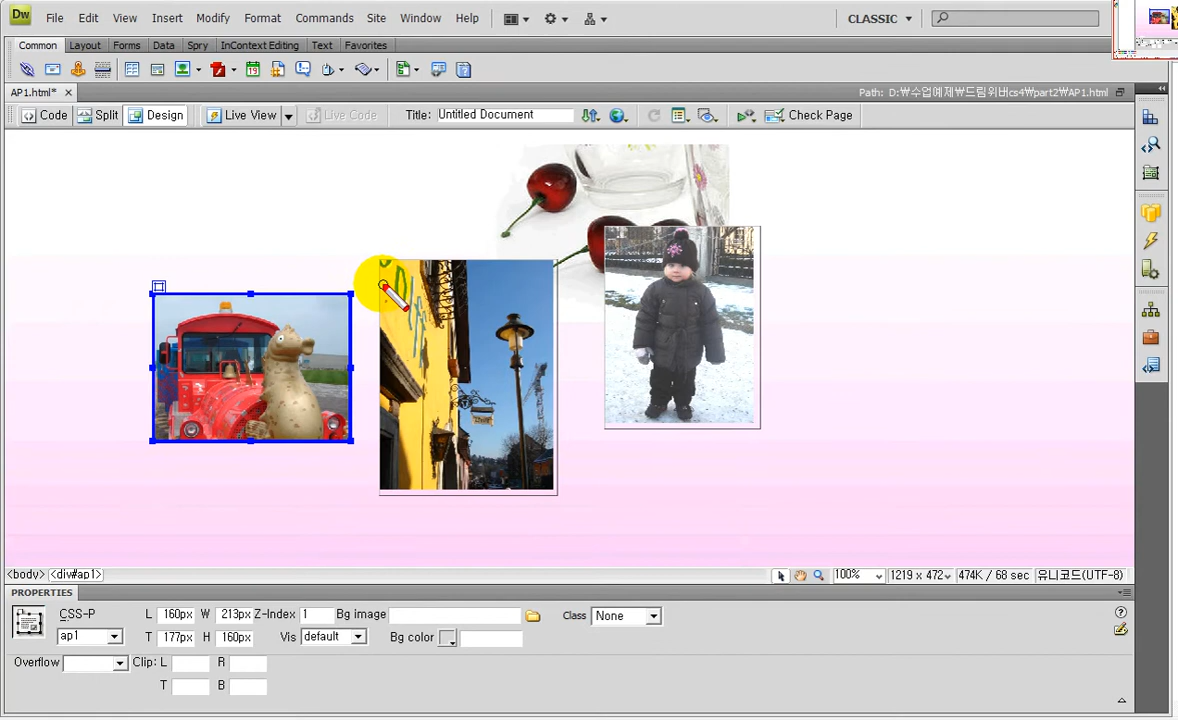 Dw File Edit View Insert Modify Format Commands Site Window Help CLASSIC
Common Layout Forms Data Spry InContext Editing Text Favorites
AP1.html* × Path: D:₩수업예제₩드림위버cs4₩part2₩AP1.html
Code Split Design Live View Live Code Title: Untitled Document Check Page
<body> <div#ap1> 100% 1219 x 472 474K / 68 sec 유니코드(UTF-8)
PROPERTIES
CSS-P L 160px W 213px Z-Index 1 Bg image Class None
ap1 T 177px H 160px Vis default Bg color
Overflow Clip: L R
T B